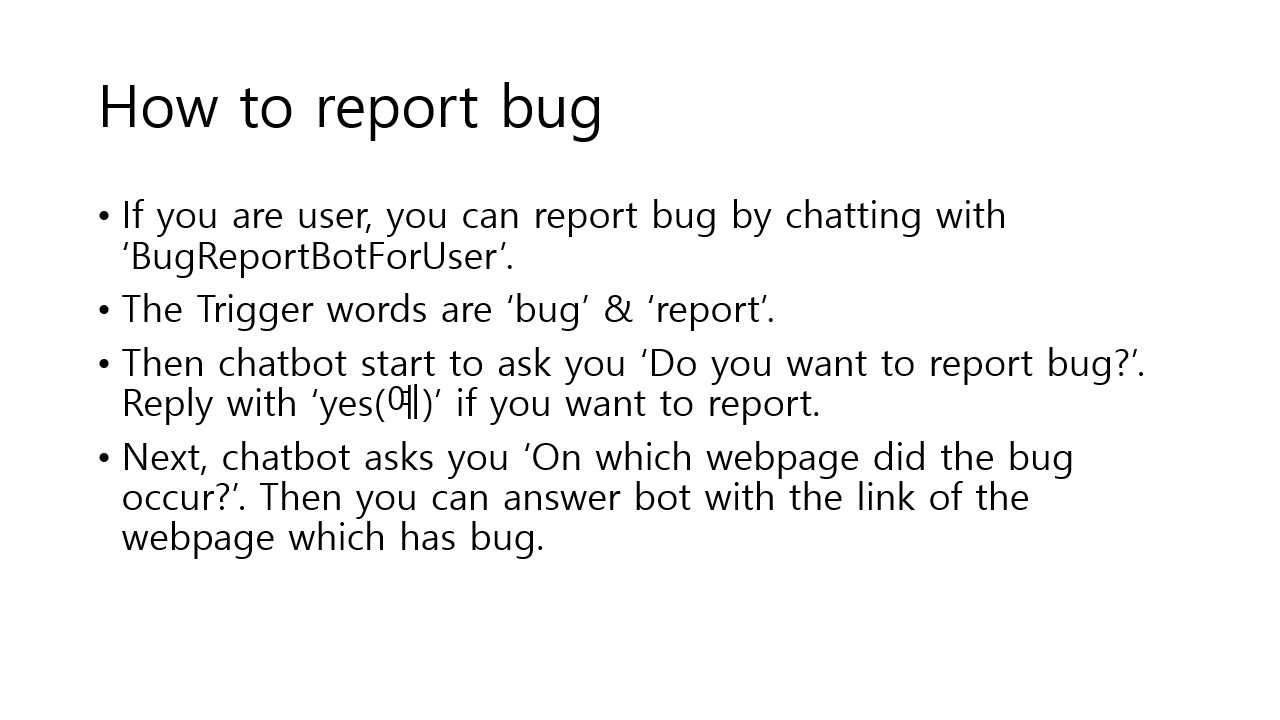 How to report bug
• If you are user, you can report bug by chatting with
‘BugReportBotForUser’.
• The Trigger words are ‘bug’ & ‘report’.
• Then chatbot start to ask you ‘Do you want to report bug?’.
Reply with ‘yes(예)’ if you want to report.
• Next, chatbot asks you ‘On which webpage did the bug
occur?’. Then you can answer bot with the link of the
webpage which has bug.